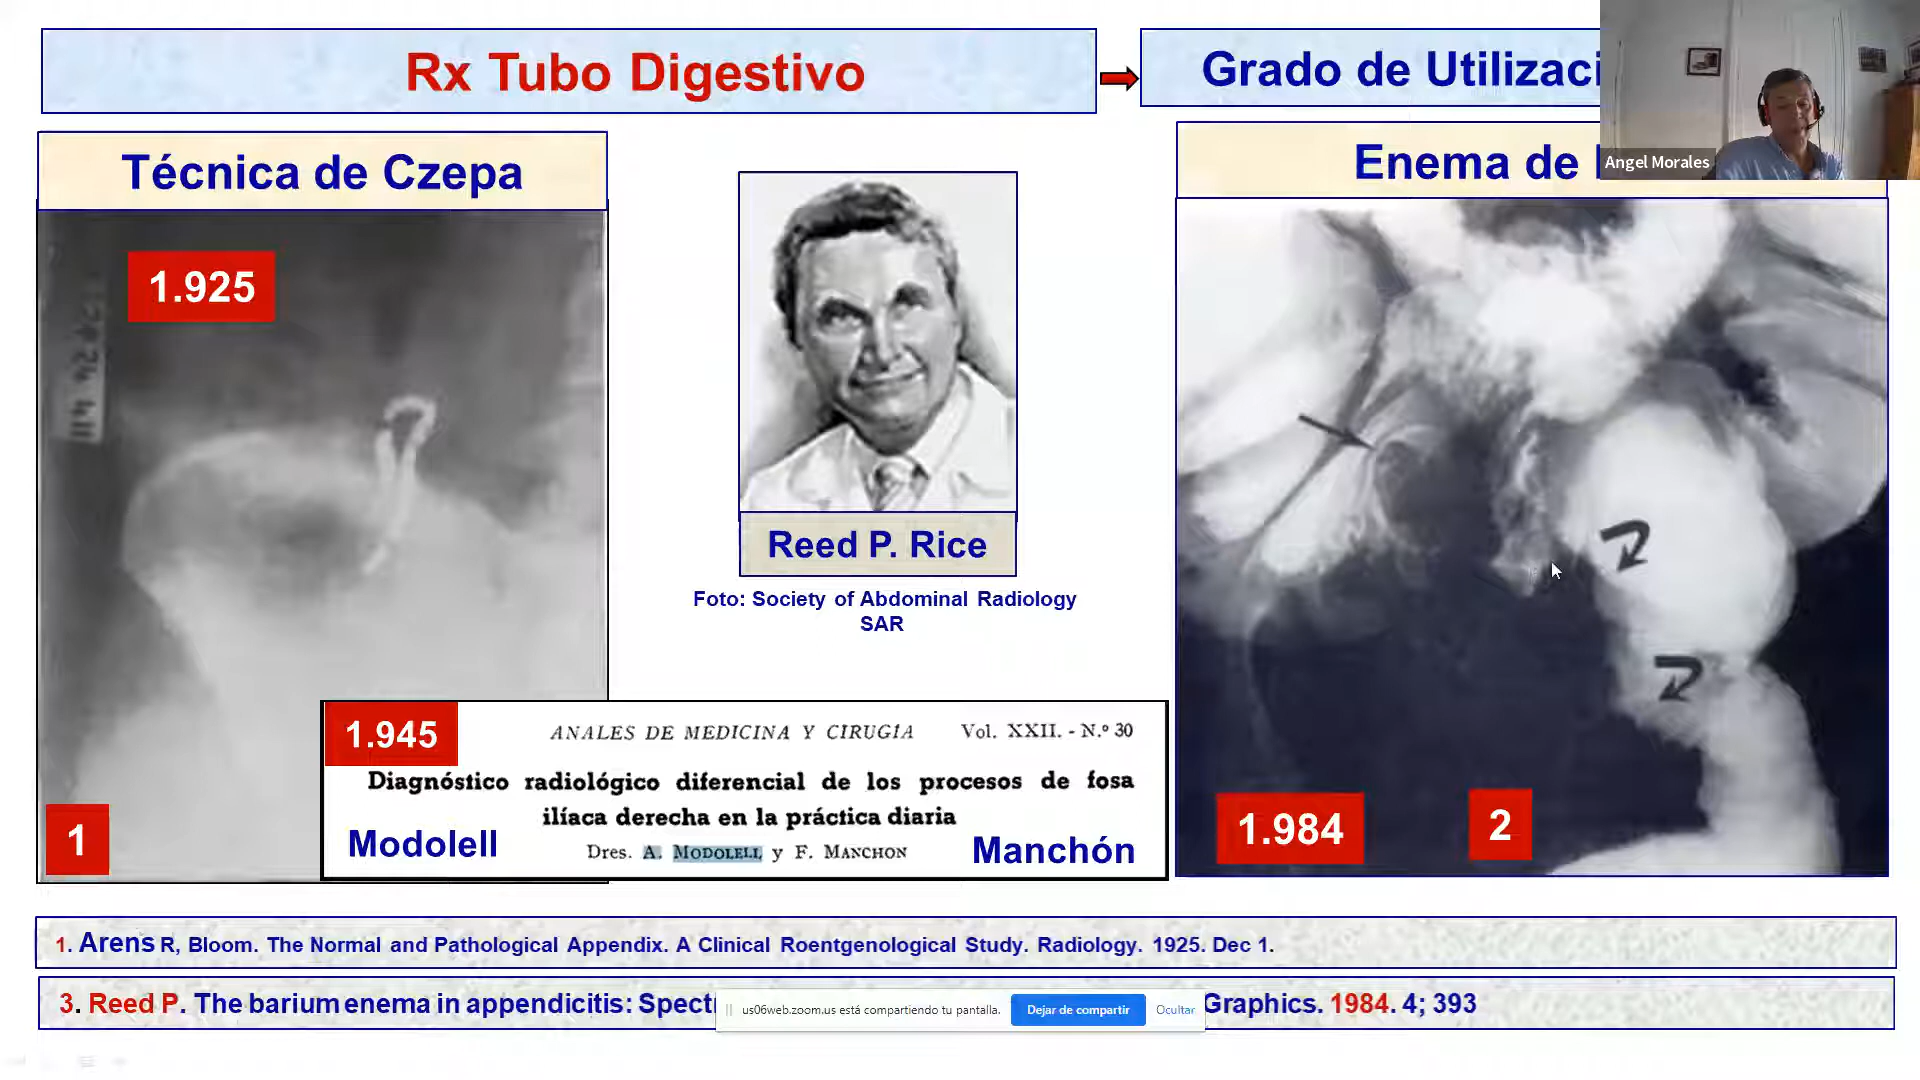 Rx Tubo Digestivo
Grado de Utilizaci
Angel Morales
Técnica de Czepa
Enema de
1.925
Reed P. Rice
Foto: Society of Abdominal Radiology
SAR
1.945
ANALES DE MEDICINA Y CIRUGÍA Vol. XXII. - N.º 30
Diagnóstico radiológico diferencial de los procesos de fosa
ilíaca derecha en la práctica diaria
Modolell
Dres. A. MODOLELL y F. MANCHON
Manchón
1
1.984
2
1. Arens R, Bloom. The Normal and Pathological Appendix. A Clinical Roentgenological Study. Radiology. 1925. Dec 1.
3. Reed P. The barium enema in appendicitis: Spect
Graphics. 1984. 4; 393
us06web.zoom.us está compartiendo tu pantalla.
Dejar de compartir
Ocultar